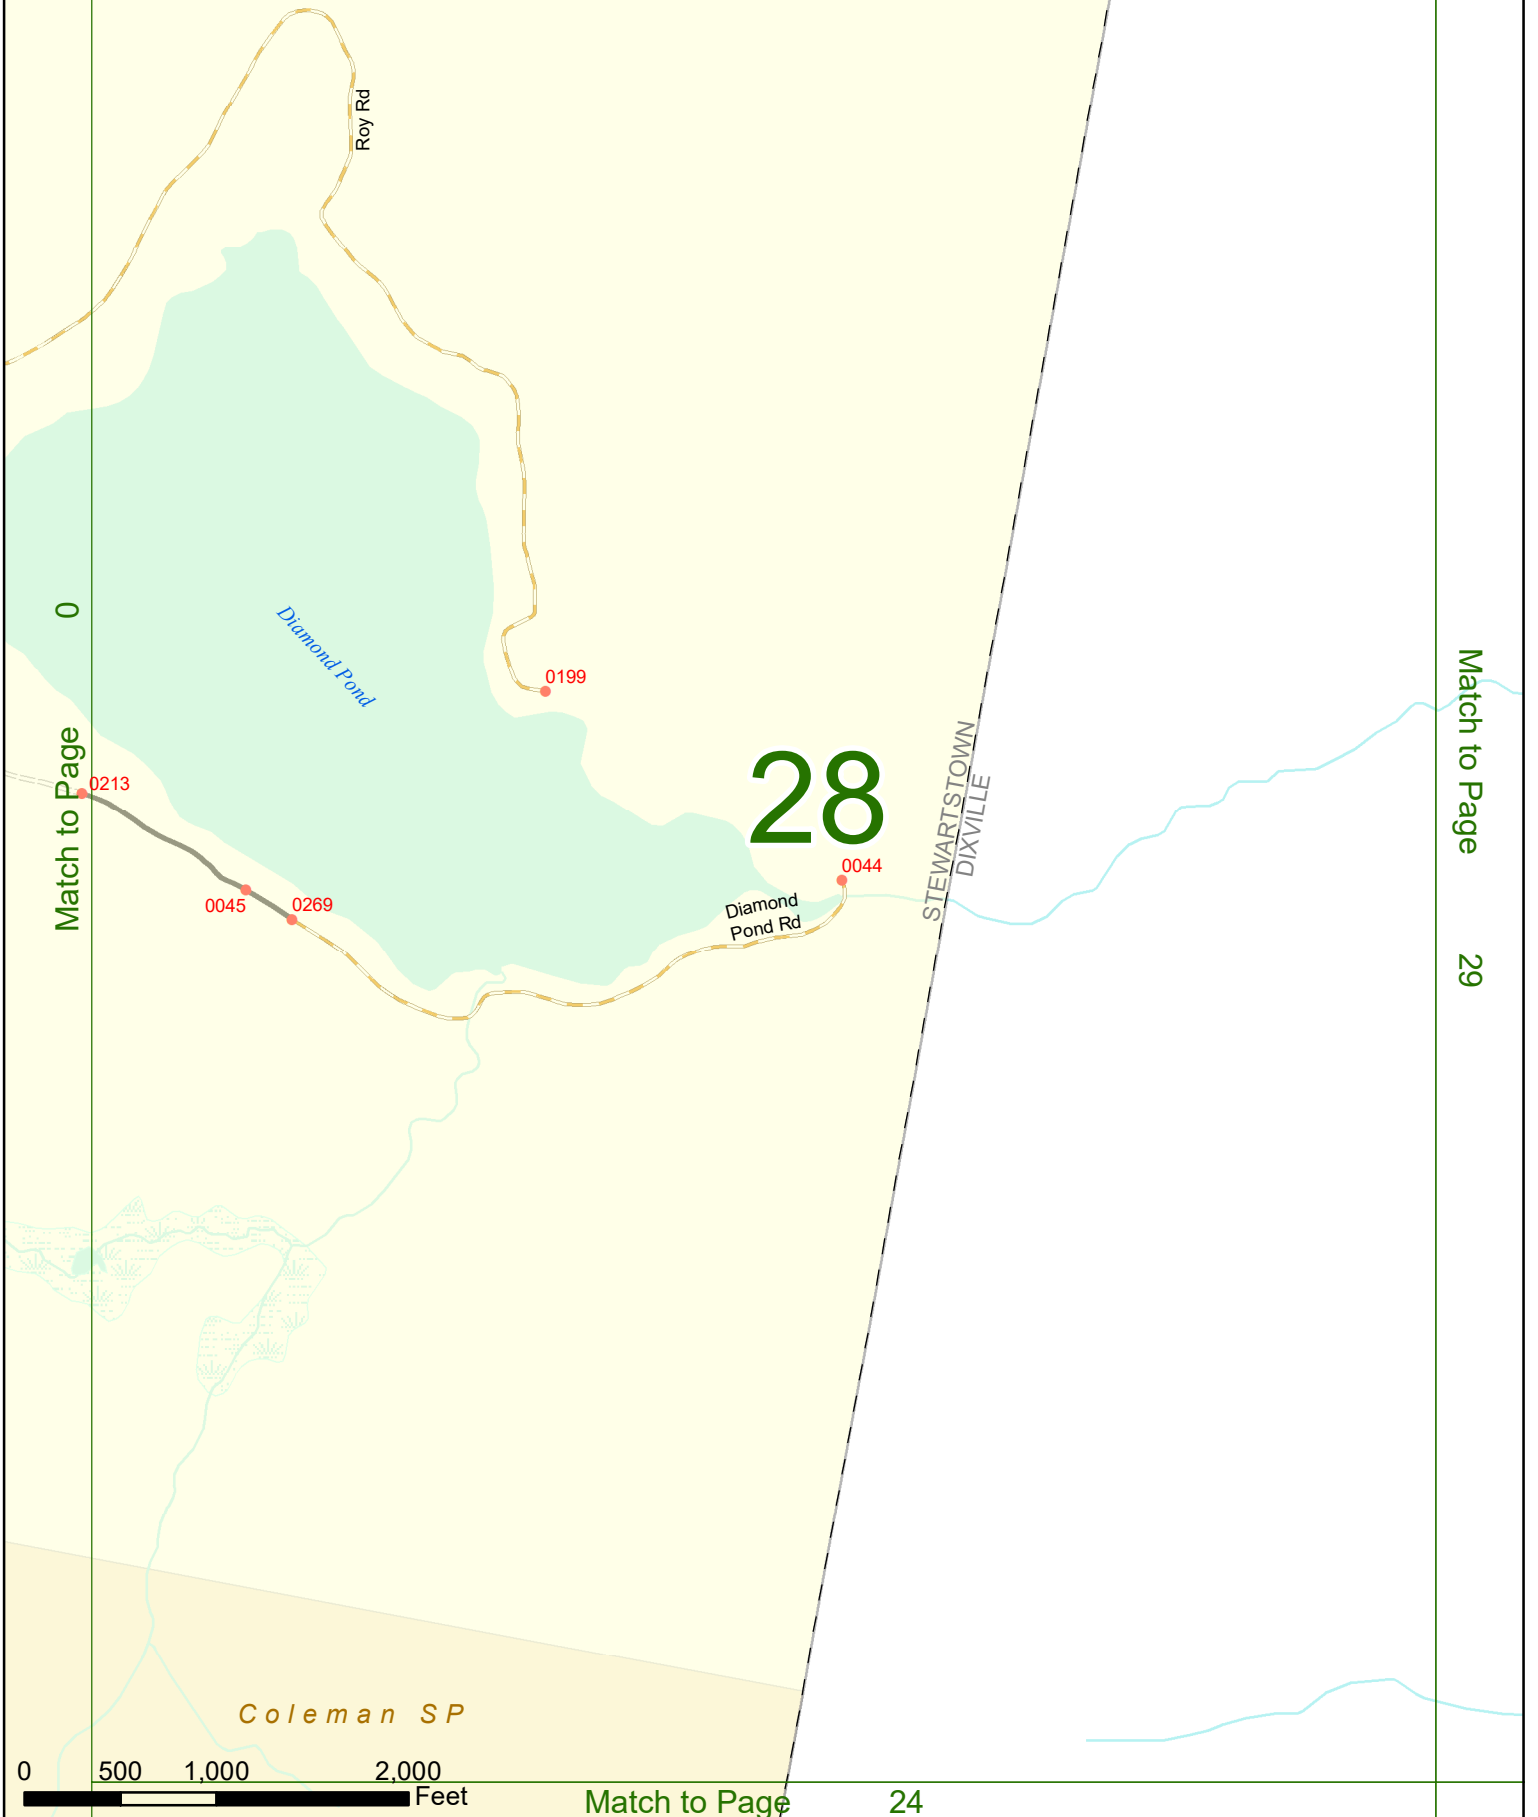 Roy Rd
0
Match to Page
Diamond Pond
0199
Match to Page
29
0213
28
STEWARTSTOWN
DIXVILLE
0044
0045
0269
Diamond
Pond Rd
Coleman SP
0 500 1,000 2,000
Feet
Match to Page 24